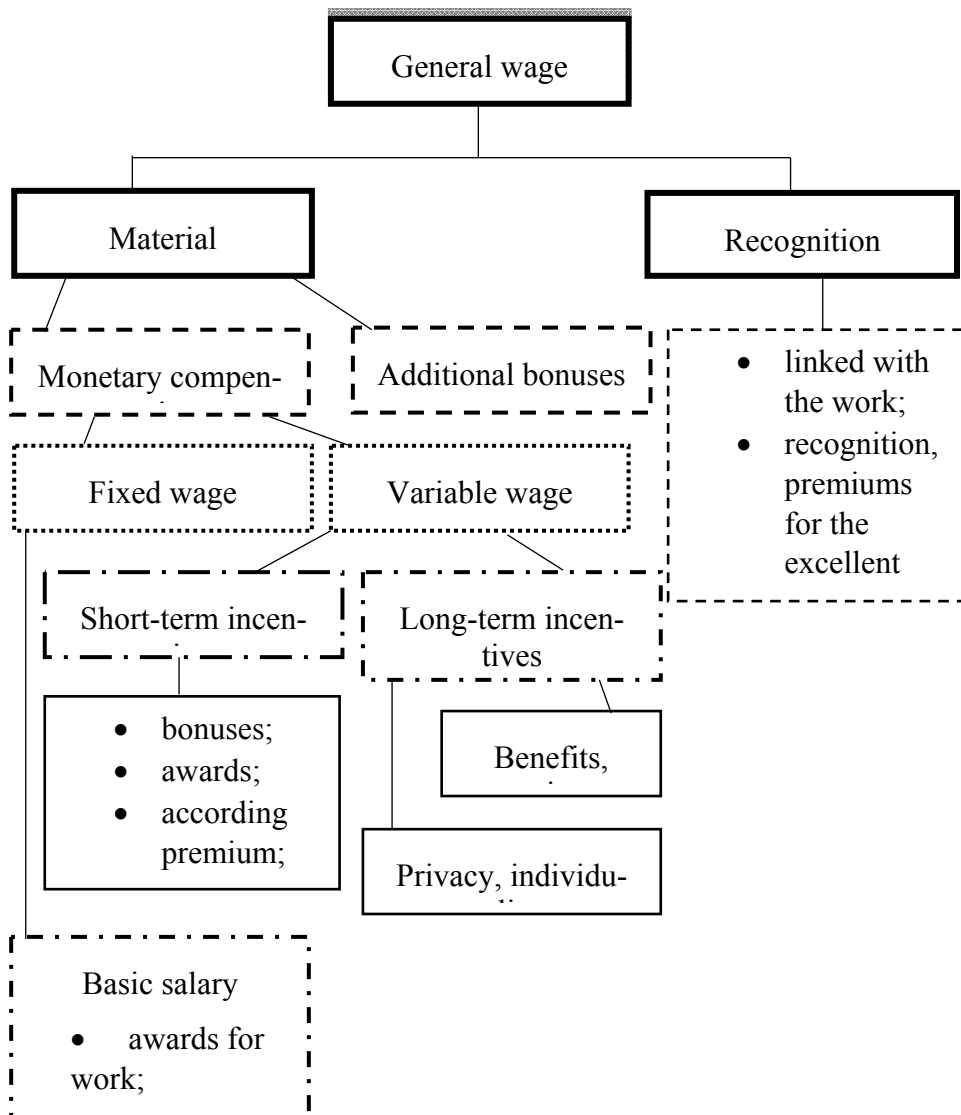 General wage
Material
Recognition
Monetary compen-
Additional bonuses
• linked with
the work;
• recognition,
premiums
for the
excellent
Fixed wage
Variable wage
Short-term incen-
Long-term incen-
tives
• bonuses;
• awards;
• according
premium;
Benefits,
Privacy, individu-
Basic salary
• awards for
work;